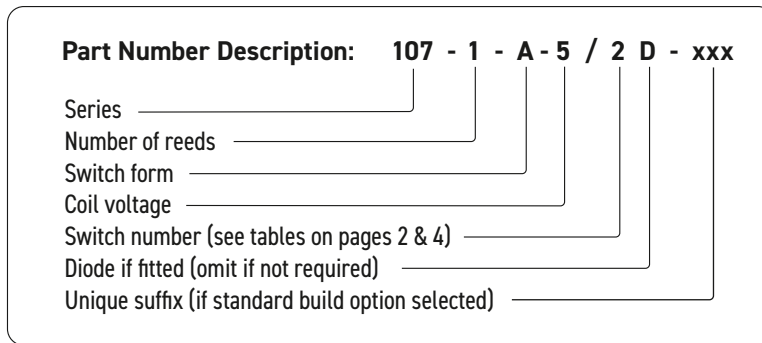 Part Number Description: 107 - 1 - A - 5 / 2 D - xxx
Series
Number of reeds
Switch form
Coil voltage
Switch number (see tables on pages 2 & 4)
Diode if fitted (omit if not required)
Unique suffix (if standard build option selected)